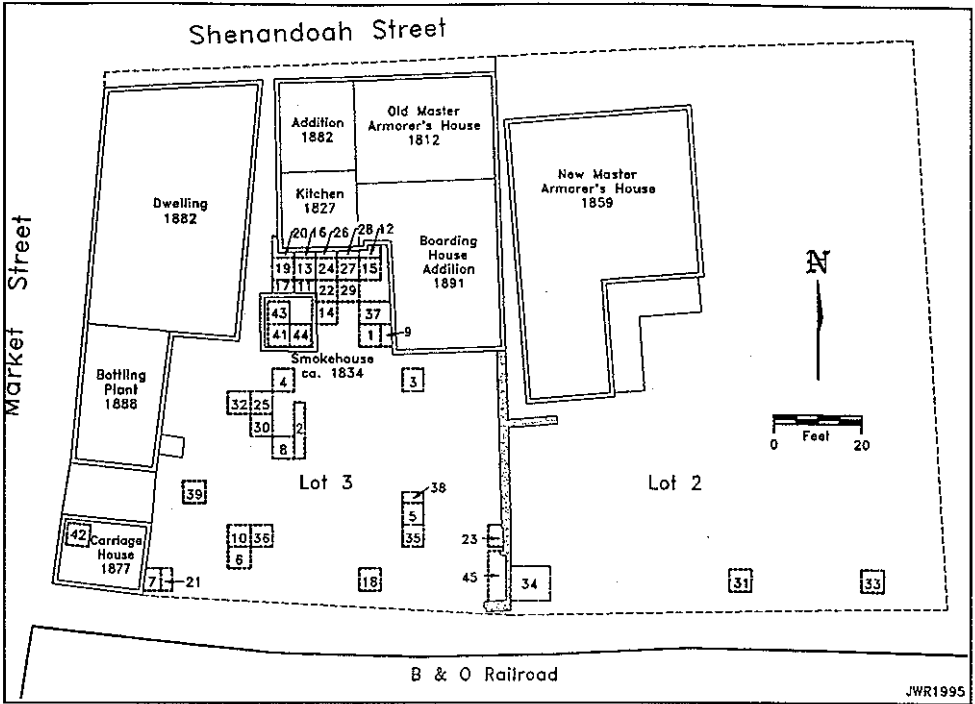 Shenandoah Street
Market Street
Addition
1882
Old Master
Armorer's House
1812
New Master
Armorer's House
1859
Dwelling
1882
Kitchen
1827
Boarding
House
Addition
1891
N
20 16 26 28 12
19 13 24 27 15
17 11 22 29
43 14 37
41 44 1 9
Smokehouse
ca. 1834
Bottling
Plant
1888
4 3
32 25
30 2
8
0 Feet 20
Lot 3
Lot 2
39
38
5
42
Carriage
House
1877
10 36 35 23
6
7 21 18 45 34 31 33
B & O Railroad
JWR1995